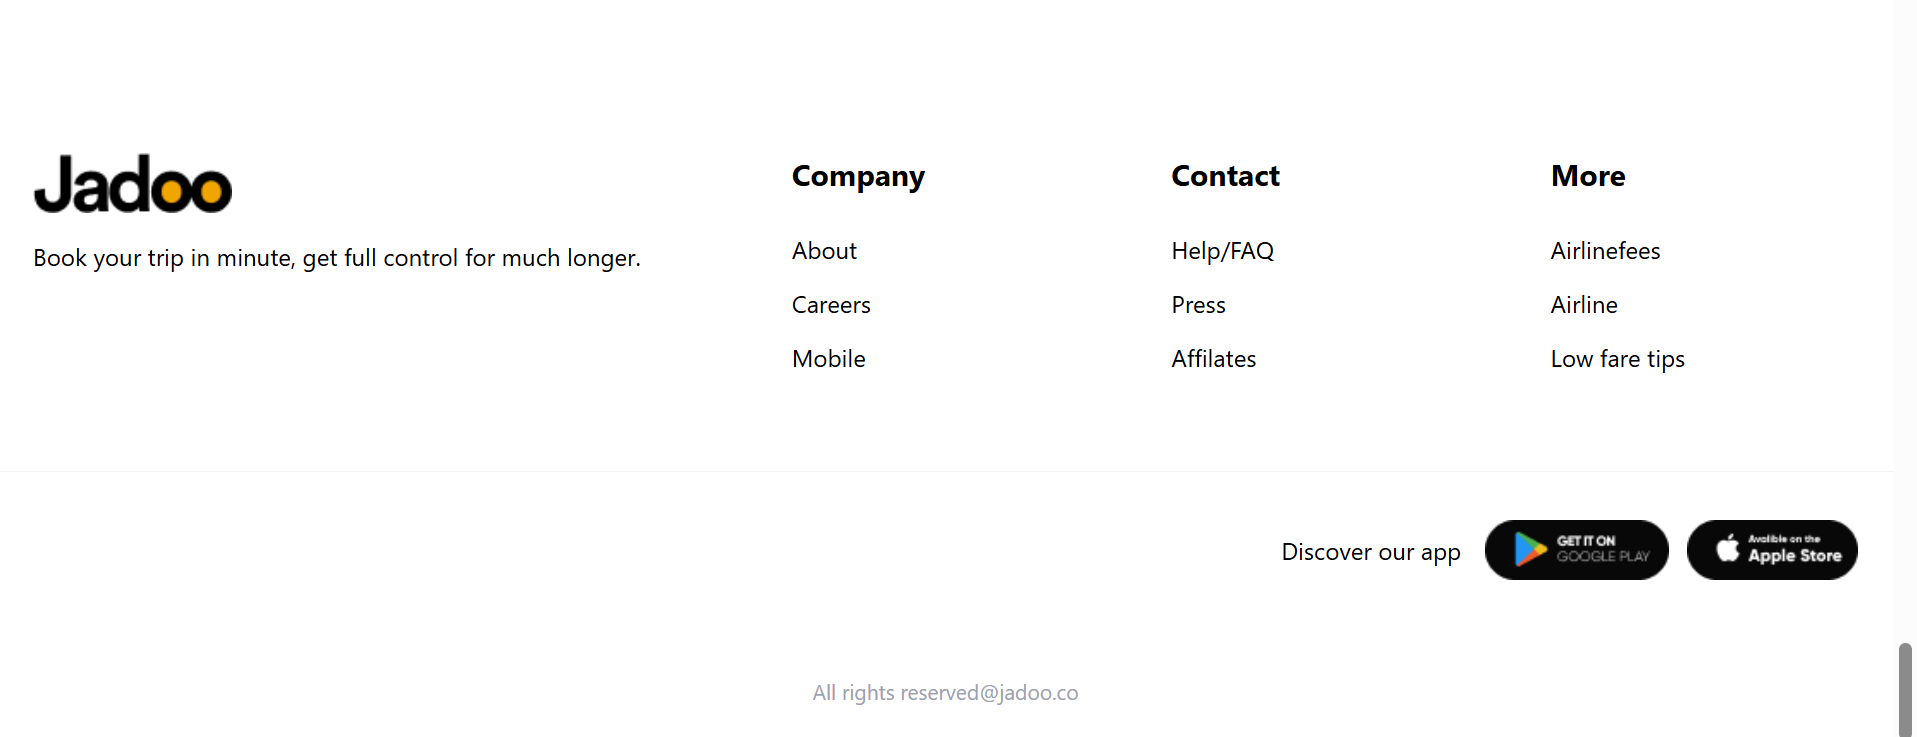 Jadoo
Book your trip in minute, get full control for much longer.
Company
About
Careers
Mobile
Contact
Help/FAQ
Press
Affilates
More
Airlinefees
Airline
Low fare tips
Discover our app
GET IT ON
GOOGLE PLAY
Avalible on the
Apple Store
All rights reserved@jadoo.co